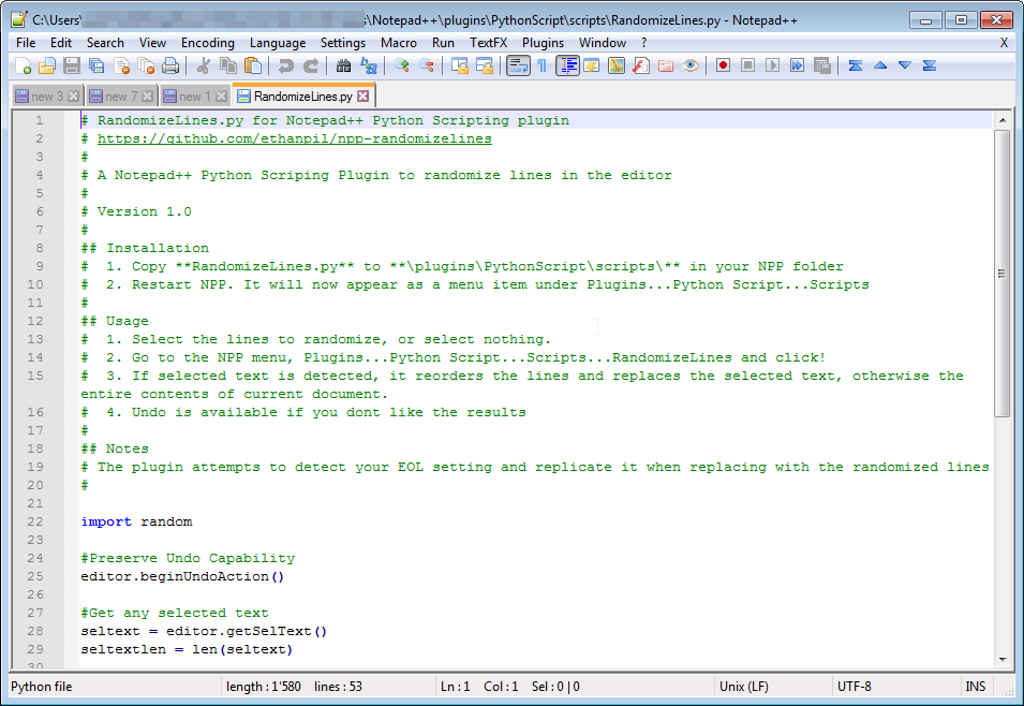 C:\Users\ \Notepad++\plugins\PythonScript\scripts\RandomizeLines.py - Notepad++
File Edit Search View Encoding Language Settings Macro Run TextFX Plugins Window ? X
new 3 new 7 new 1 RandomizeLines.py
1 # RandomizeLines.py for Notepad++ Python Scripting plugin
2 # https://github.com/ethanpil/npp-randomizelines
3 #
4 # A Notepad++ Python Scriping Plugin to randomize lines in the editor
5 #
6 # Version 1.0
7 #
8 ## Installation
9 #  1. Copy **RandomizeLines.py** to **\plugins\PythonScript\scripts\** in your NPP folder
10 #  2. Restart NPP. It will now appear as a menu item under Plugins...Python Script...Scripts
11 #
12 ## Usage
13 #  1. Select the lines to randomize, or select nothing.
14 #  2. Go to the NPP menu, Plugins...Python Script...Scripts...RandomizeLines and click!
15 #  3. If selected text is detected, it reorders the lines and replaces the selected text, otherwise the
entire contents of current document.
16 #  4. Undo is available if you dont like the results
17 #
18 ## Notes
19 # The plugin attempts to detect your EOL setting and replicate it when replacing with the randomized lines
20 #
21
22 import random
23
24 #Preserve Undo Capability
25 editor.beginUndoAction()
26
27 #Get any selected text
28 seltext = editor.getSelText()
29 seltextlen = len(seltext)
30
Python file length : 1'580 lines : 53 Ln : 1 Col : 1 Sel : 0 | 0 Unix (LF) UTF-8 INS